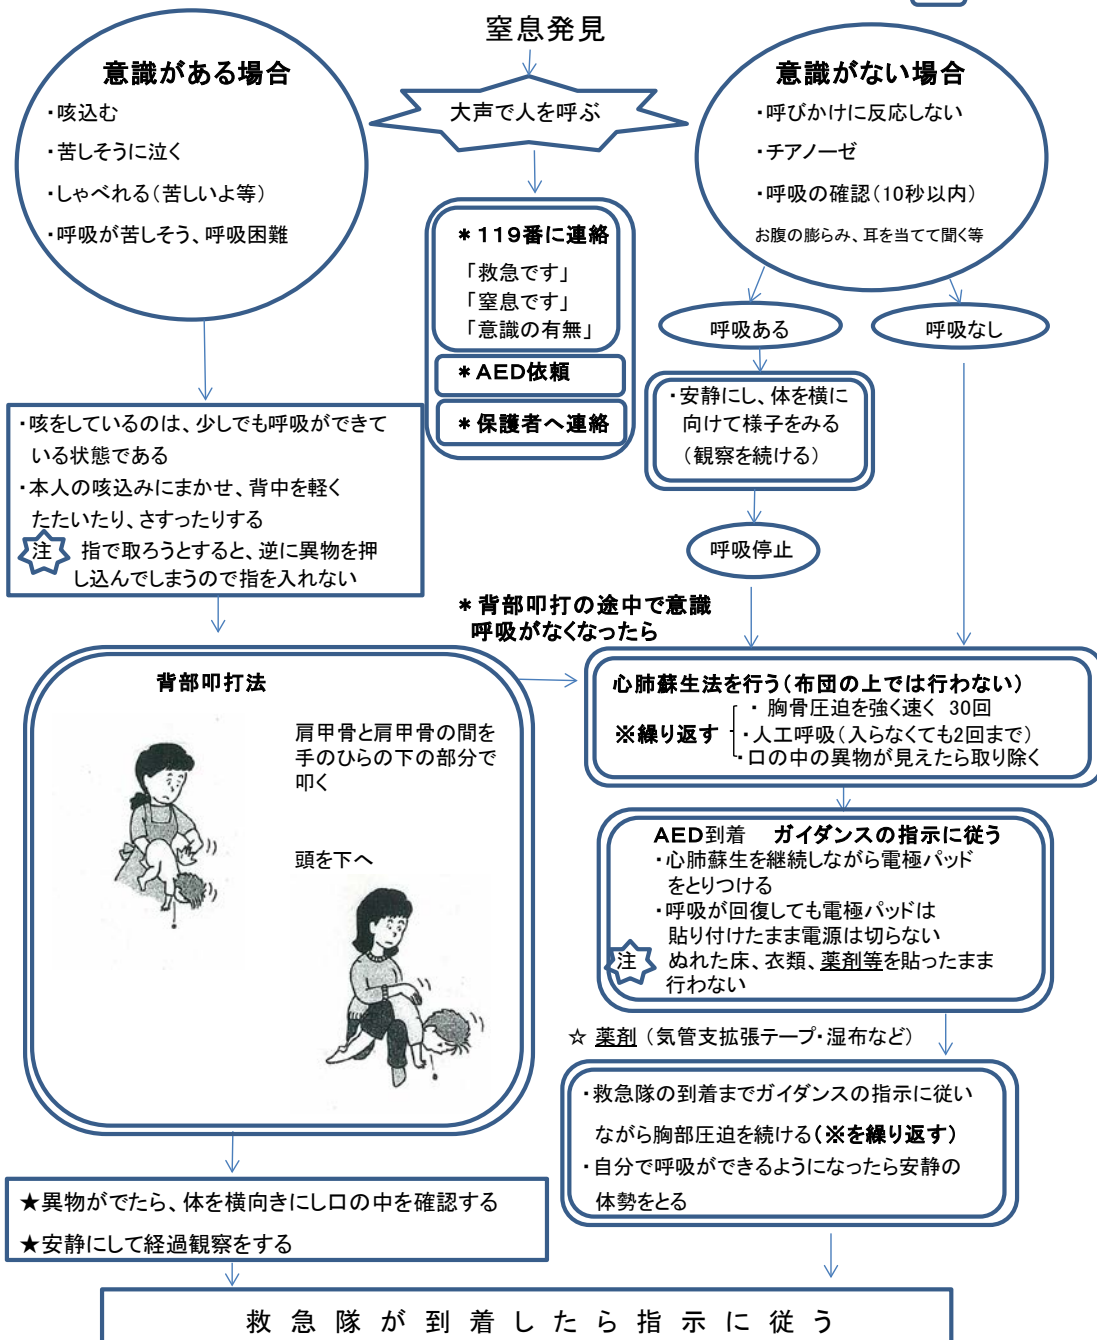 窒息発見
大声で人を呼ぶ
意識がある場合
・咳込む
・苦しそうに泣く
・しゃべれる（苦しいよ等）
・呼吸が苦しそう、呼吸困難
意識がない場合
・呼びかけに反応しない
・チアノーゼ
・呼吸の確認（10秒以内）
お腹の膨らみ、耳を当てて聞く等
＊119番に連絡
「救急です」
「窒息です」
「意識の有無」
＊AED依頼
＊保護者へ連絡
呼吸ある
呼吸なし
・安静にし、体を横に
向けて様子をみる
（観察を続ける）
呼吸停止
・咳をしているのは、少しでも呼吸ができて
いる状態である
・本人の咳込みにまかせ、背中を軽く
たたいたり、さすったりする
注 指で取ろうとすると、逆に異物を押
し込んでしまうので指を入れない
＊背部叩打の途中で意識
呼吸がなくなったら
背部叩打法
肩甲骨と肩甲骨の間を
手のひらの下の部分で
叩く
頭を下へ
心肺蘇生法を行う（布団の上では行わない）
・ 胸骨圧迫を強く速く 30回
※繰り返す ・人工呼吸（入らなくても2回まで）
・口の中の異物が見えたら取り除く
AED到着 ガイダンスの指示に従う
・心肺蘇生を継続しながら電極パッド
をとりつける
・呼吸が回復しても電極パッドは
貼り付けたまま電源は切らない
注 ぬれた床、衣類、薬剤等を貼ったまま
行わない
☆ 薬剤（気管支拡張テープ・湿布など）
・救急隊の到着までガイダンスの指示に従い
ながら胸部圧迫を続ける（※を繰り返す）
・自分で呼吸ができるようになったら安静の
体勢をとる
★異物がでたら、体を横向きにし口の中を確認する
★安静にして経過観察をする
救急隊が到着したら指示に従う